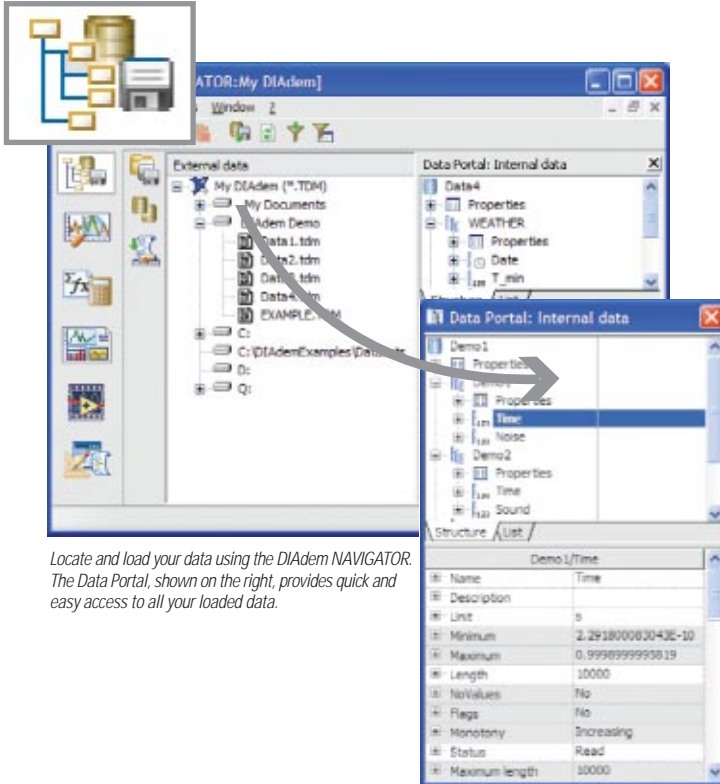 ATOR:My DIAdem]
Window ?
External data
My DIAdem (*.TDM)
My Documents
DIAdem Demo
Data1.tdm
Data2.tdm
.tdm
Data4.tdm
EXAMPLE.
C:
C:\DIAdemExamples\Data
D:
Q:
Data Portal: Internal data
Data4
Properties
WEATHER
Properties
Date
T_min
Structure List
Data Portal: Internal data
Demo1
Properties
Demo1
Properties
Time
Noise
Demo2
Properties
Time
Sound
Structure List
Demo1/Time
Name Time
Description
Unit s
Minimum 2.291800083043E-10
Maximum 0.9998999995819
Length 10000
NoValues No
Flags No
Monotony Increasing
Status Read
Maximum length 10000
Locate and load your data using the DIAdem NAVIGATOR.
The Data Portal, shown on the right, provides quick and
easy access to all your loaded data.